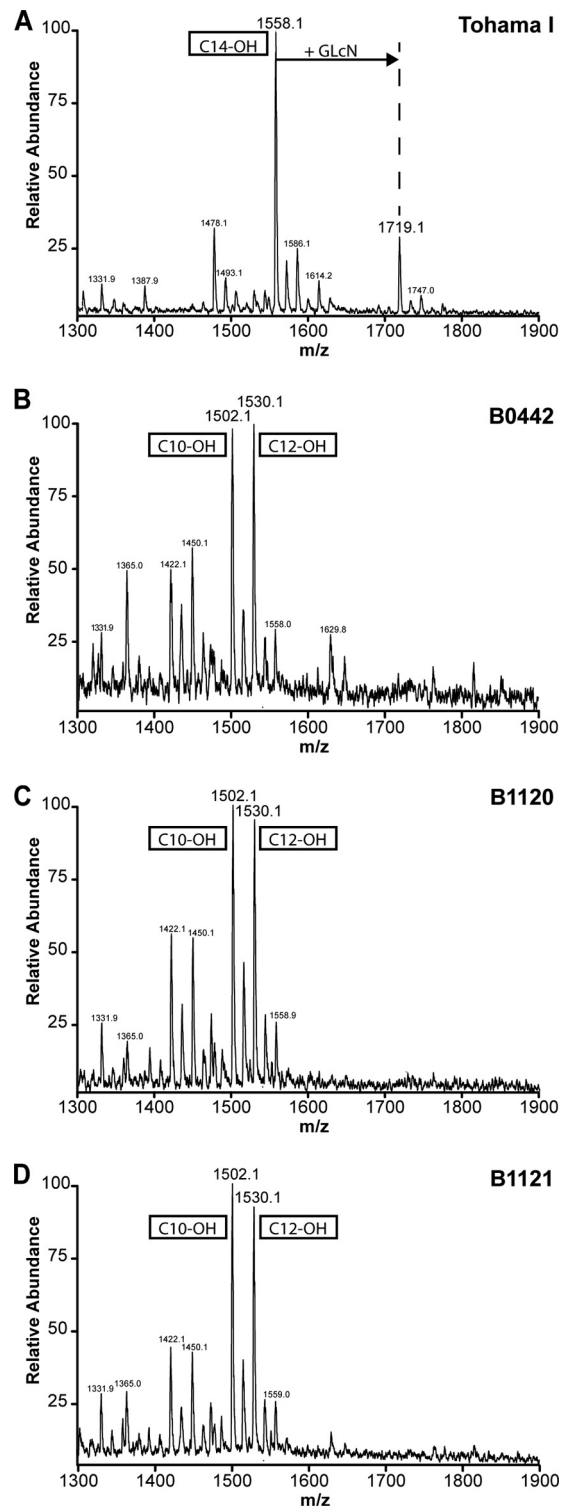 A
Tohama I
1558.1
C14-OH
+ GLcN
Relative Abundance
100
75
50
25
1331.9
1387.9
1478.1
1493.1
1586.1
1614.2
1719.1
1747.0
1300 1400 1500 1600 1700 1800 1900
m/z
B
B0442
1530.1
1502.1
C10-OH
C12-OH
Relative Abundance
100
75
50
25
1331.9
1365.0
1422.1
1450.1
1558.0
1629.8
1300 1400 1500 1600 1700 1800 1900
m/z
C
B1120
1502.1
1530.1
C10-OH
C12-OH
Relative Abundance
100
75
50
25
1331.9
1365.0
1422.1
1450.1
1558.9
1300 1400 1500 1600 1700 1800 1900
m/z
D
B1121
1502.1
1530.1
C10-OH
C12-OH
Relative Abundance
100
75
50
25
1331.9
1365.0
1422.1
1450.1
1559.0
1300 1400 1500 1600 1700 1800 1900
m/z